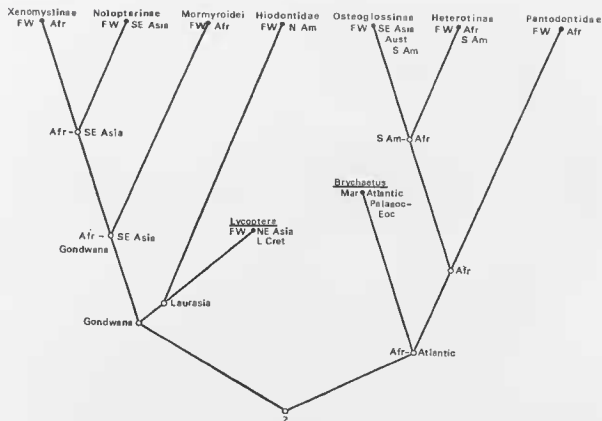 Xenomystinae
FW Afr
Notopterinae
FW SE Asia
Mormyroidei
FW Afr
Hiodontidae
FW N Am
Osteoglossinae
FW SE Asia
Aust
S Am
Heterotinae
FW Afr
S Am
Pantodontidae
FW Afr
Afr- SE Asia
S Am- Afr
Brychaetus
Mar Atlantic
Palaeoc-
Eoc
Lycoptera
FW NE Asia
L Cret
Afr- SE Asia
Gondwana
Afr
Laurasia
Gondwana
Afr- Atlantic
?